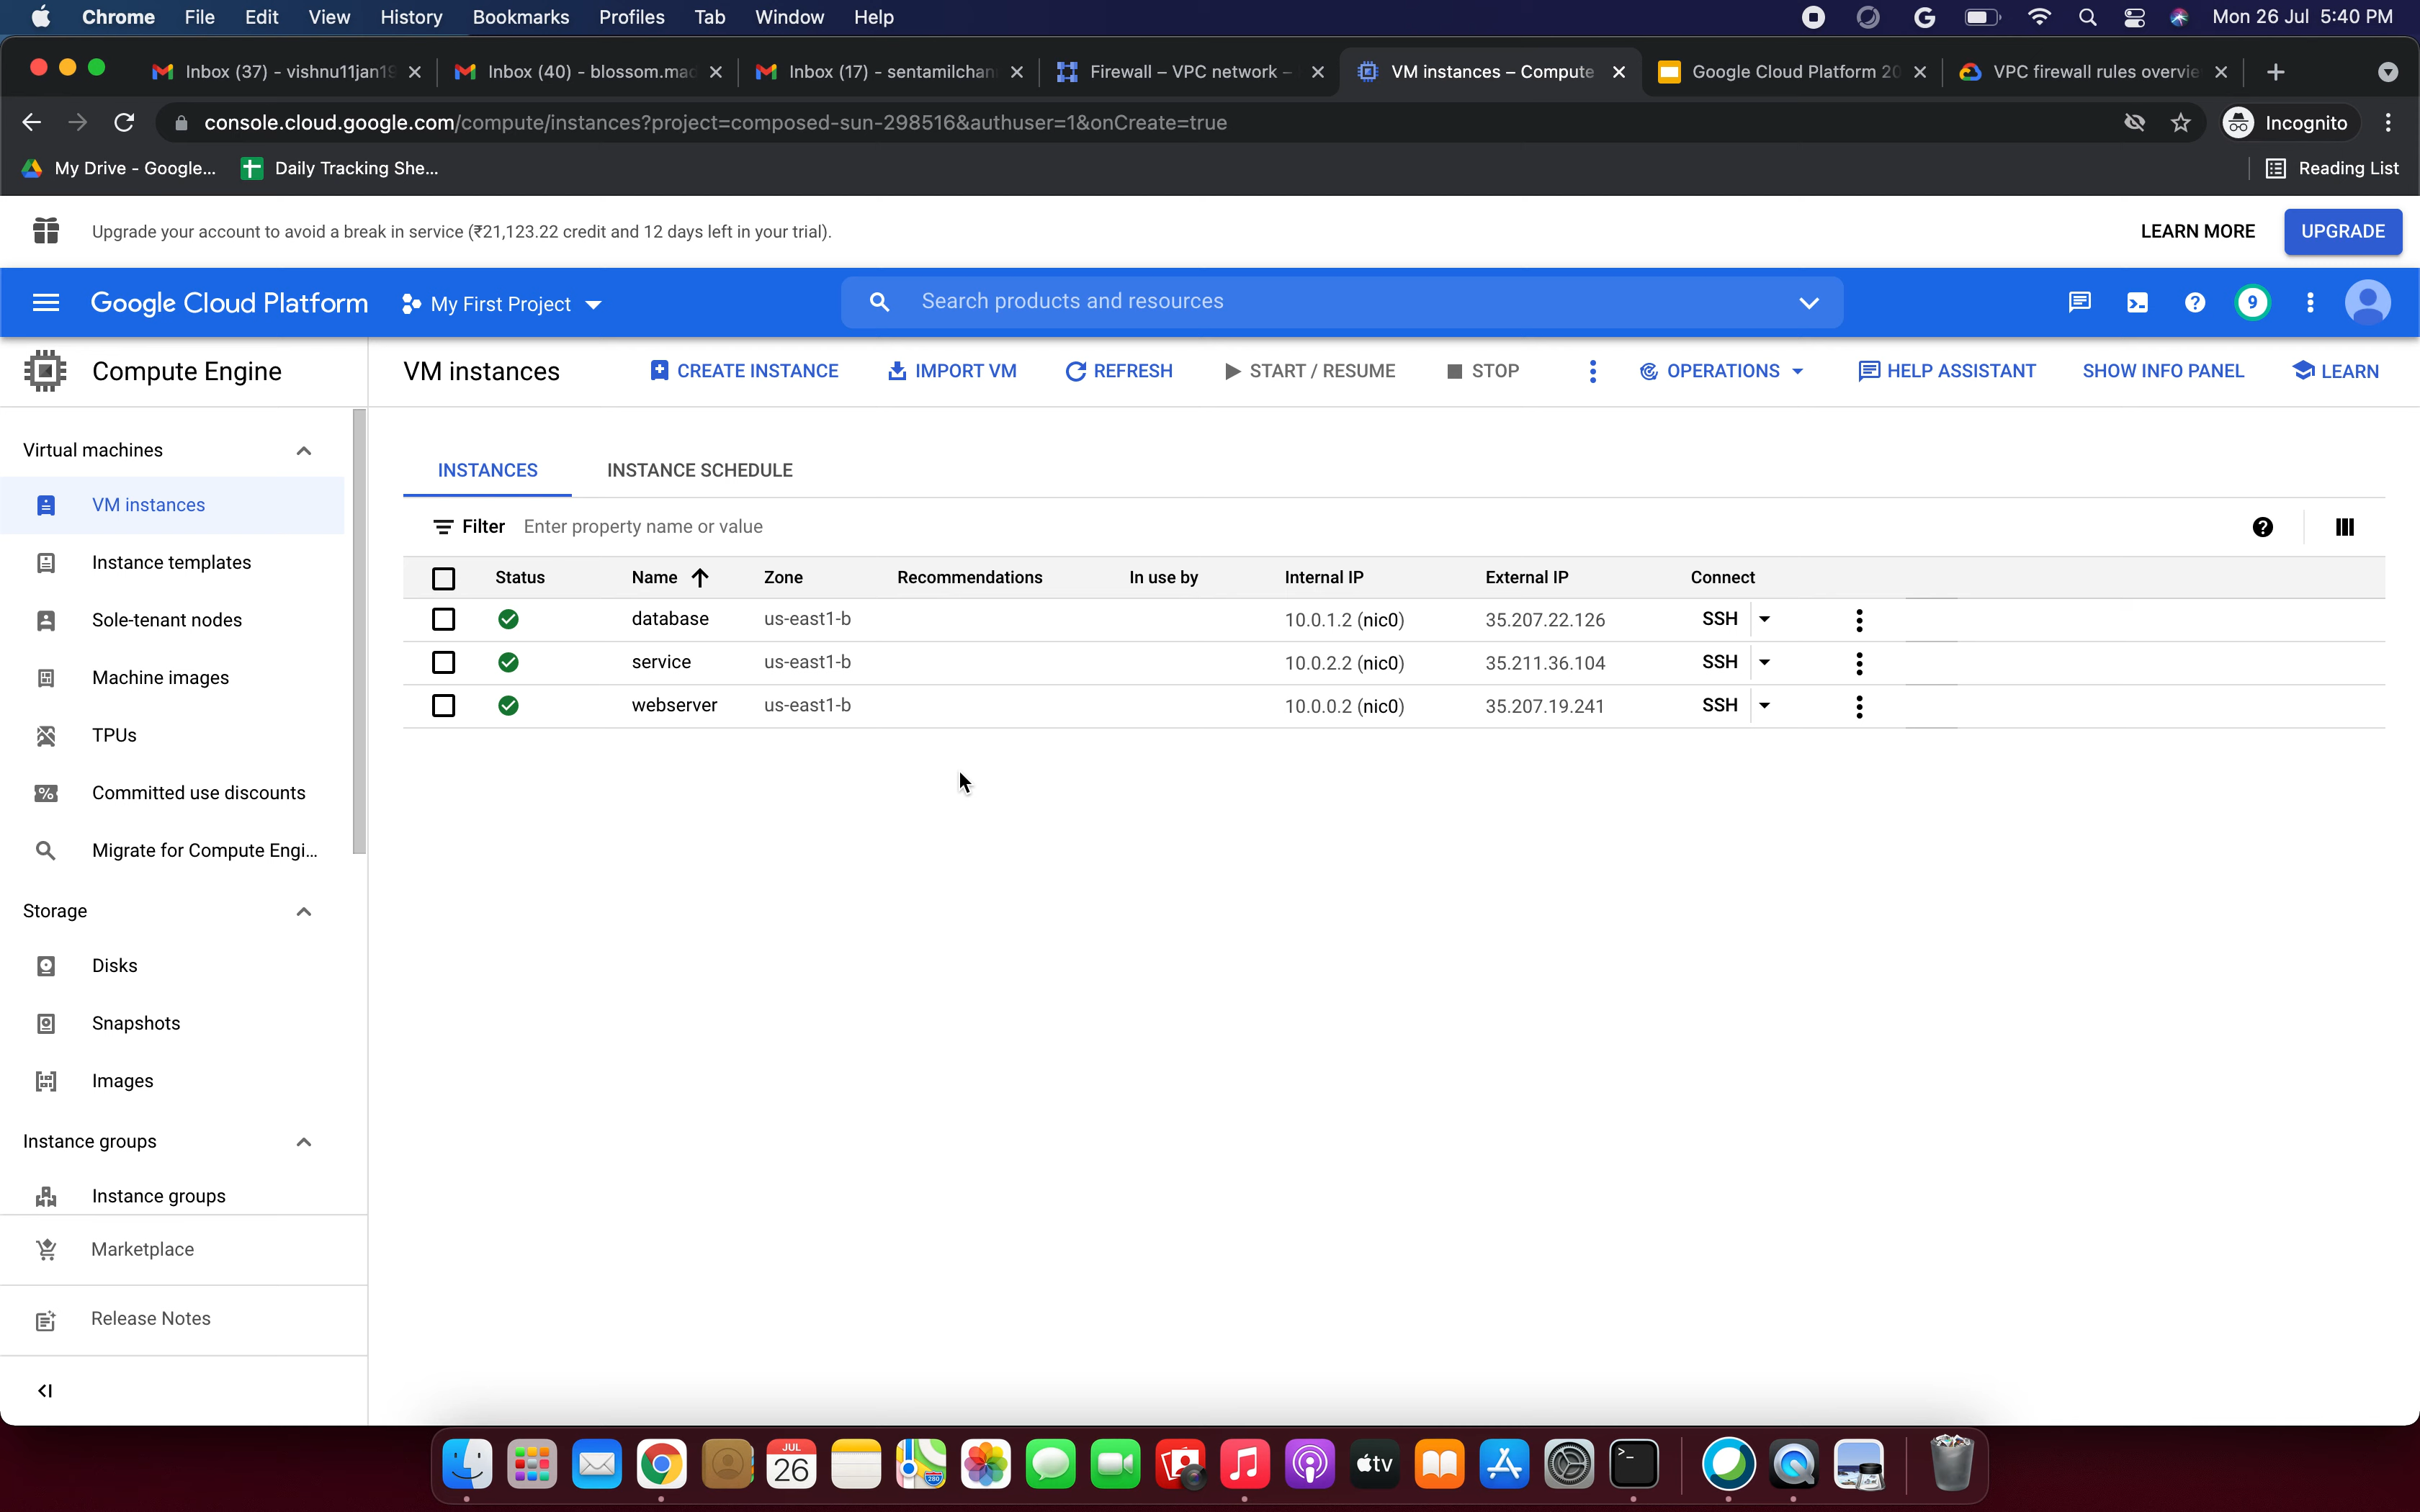 Chrome File Edit View History Bookmarks Profiles Tab Window Help Mon 26 Jul 5:40 PM
Inbox (37) - vishnu11jan19 Inbox (40) - blossom.mad Inbox (17) - sentamilchan Firewall – VPC network – VM instances – Compute Google Cloud Platform 20 VPC firewall rules overvie
console.cloud.google.com/compute/instances?project=composed-sun-298516&authuser=1&onCreate=true Incognito
My Drive - Google... Daily Tracking She... Reading List
Upgrade your account to avoid a break in service (₹21,123.22 credit and 12 days left in your trial). LEARN MORE UPGRADE
Google Cloud Platform My First Project Search products and resources 9
Compute Engine VM instances CREATE INSTANCE IMPORT VM REFRESH START / RESUME STOP OPERATIONS HELP ASSISTANT SHOW INFO PANEL LEARN
Virtual machines
VM instances
Instance templates
Sole-tenant nodes
Machine images
TPUs
Committed use discounts
Migrate for Compute Engi...
Storage
Disks
Snapshots
Images
Instance groups
Instance groups
Marketplace
Release Notes
INSTANCES INSTANCE SCHEDULE
Filter Enter property name or value
Status Name Zone Recommendations In use by Internal IP External IP Connect
database us-east1-b 10.0.1.2 (nic0) 35.207.22.126 SSH
service us-east1-b 10.0.2.2 (nic0) 35.211.36.104 SSH
webserver us-east1-b 10.0.0.2 (nic0) 35.207.19.241 SSH
JUL
26
tv